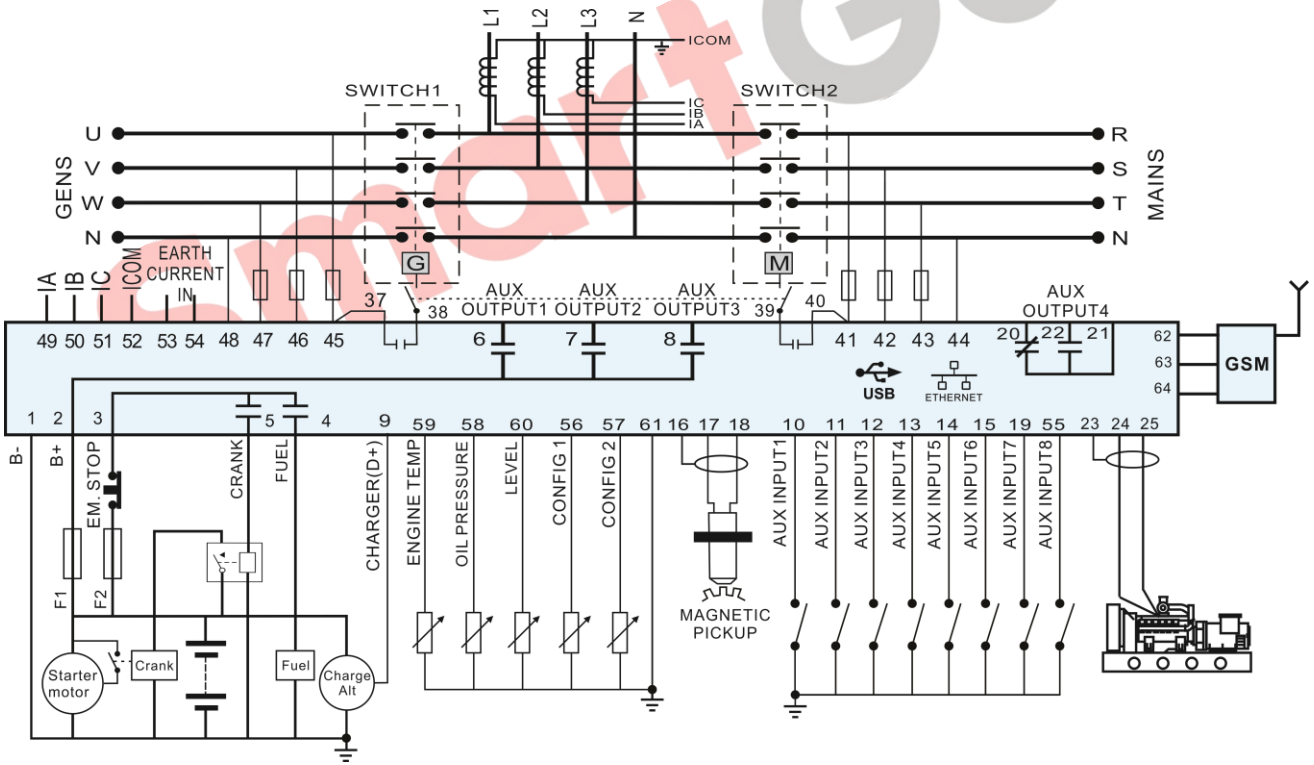 SmartG
L1 L2 L3 N
ICOM
SWITCH1
SWITCH2
IC
IB
IA
U
V
W
N
GENS
R
S
T
N
MAINS
G
M
IA IB IC ICOM
EARTH
CURRENT
IN
37
38
AUX
OUTPUT1
AUX
OUTPUT2
AUX
OUTPUT3
39
40
AUX
OUTPUT4
49 50 51 52 53 54 48 47 46 45
6 7 8
41 42 43 44
20 22 21
62
63
64
GSM
USB
ETHERNET
1 2 3 5 4 9 59 58 60 56 57 61 16 17 18 10 11 12 13 14 15 19 55 23 24 25
B-
B+
EM. STOP
CRANK
FUEL
CHARGER(D+)
ENGINE TEMP
OIL PRESSURE
LEVEL
CONFIG 1
CONFIG 2
MAGNETIC
PICKUP
AUX INPUT1
AUX INPUT2
AUX INPUT3
AUX INPUT4
AUX INPUT5
AUX INPUT6
AUX INPUT7
AUX INPUT8
F1
F2
Starter
motor
Crank
Fuel
Charge
Alt